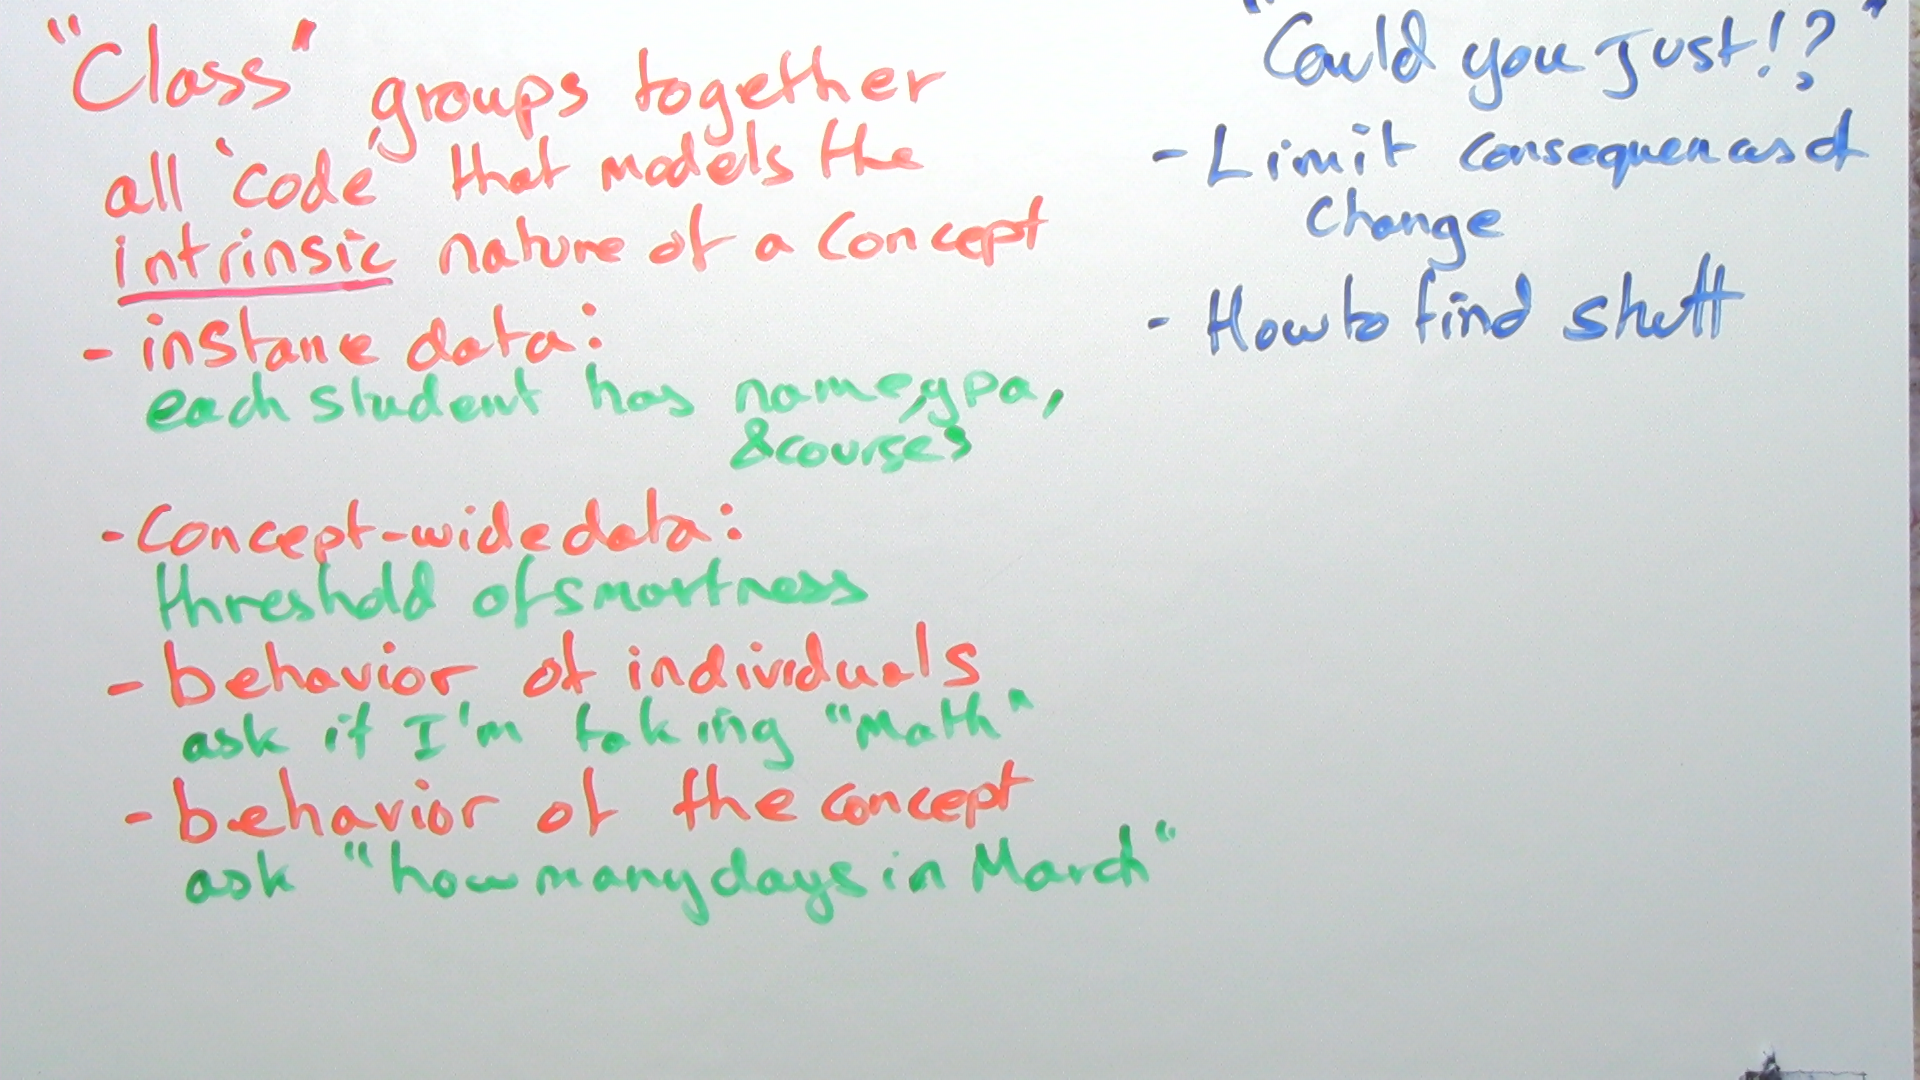 "Class" groups together
all 'code' that models the
intrinsic nature of a concept
- instance data:
each student has name, gpa,
& courses
- Concept-wide data:
threshold of smartness
- behavior of individuals
ask if I'm taking "Math"
- behavior of the concept
ask "how many days in March"
"Could you just!?"
- Limit consequences of
change
- How to find stuff